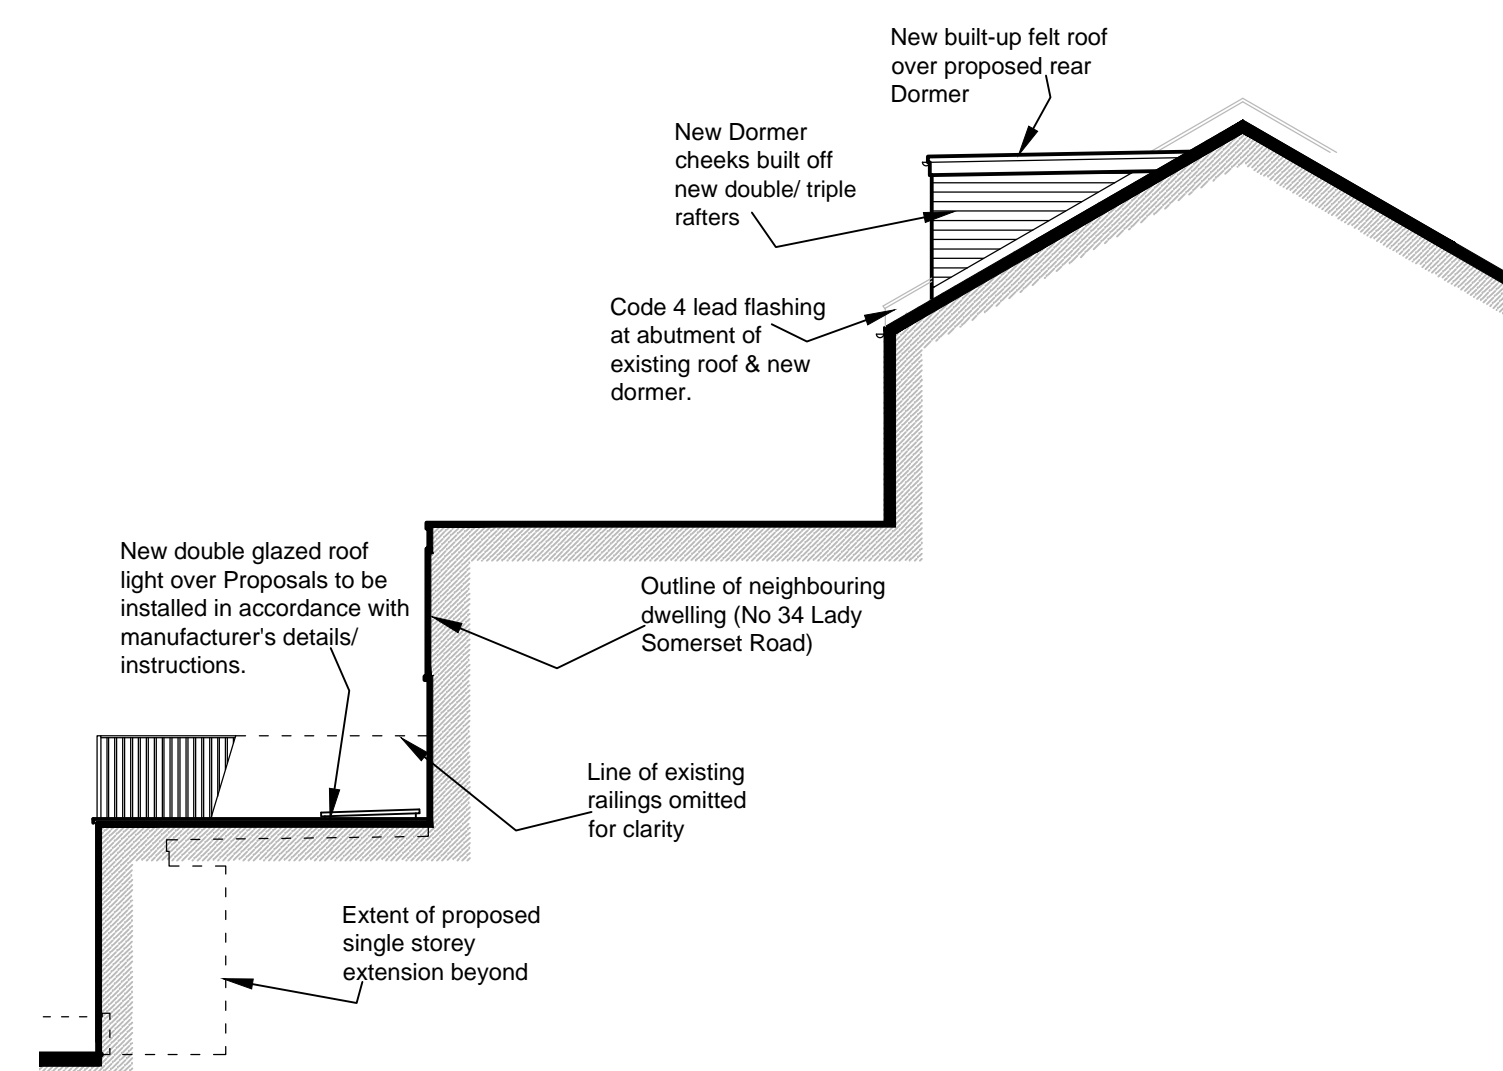 New built-up felt roof
over proposed rear
Dormer
New Dormer
cheeks built off
new double/ triple
rafters
Code 4 lead flashing
at abutment of
existing roof & new
dormer.
New double glazed roof
light over Proposals to be
installed in accordance with
manufacturer's details/
instructions.
Outline of neighbouring
dwelling (No 34 Lady
Somerset Road)
Line of existing
railings omitted
for clarity
Extent of proposed
single storey
extension beyond